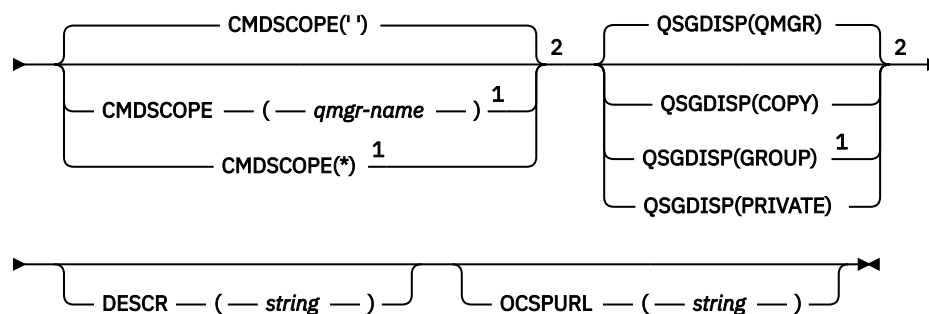 CMDSCOPE(' ') QSGDISP(QMGR)
2 2
CMDSCOPE ( qmgr-name ) 1 QSGDISP(COPY)
CMDSCOPE(*) 1 QSGDISP(GROUP) 1
QSGDISP(PRIVATE)
DESCR ( string ) OCSPURL ( string )